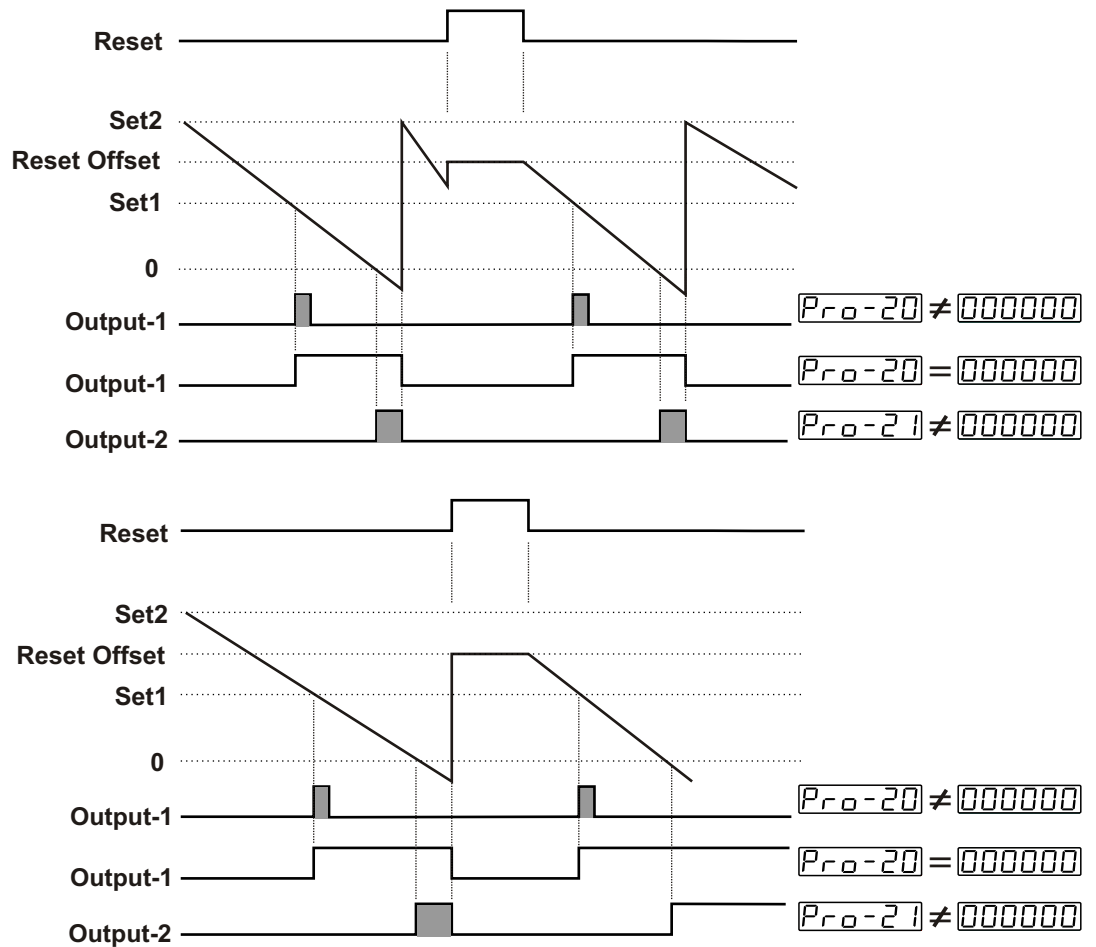 Reset
Set2
Reset Offset
Set1
0
Output-1 Pro-20 ≠ 000000
Output-1 Pro-20 = 000000
Output-2 Pro-21 ≠ 000000
Reset
Set2
Reset Offset
Set1
0
Output-1 Pro-20 ≠ 000000
Output-1 Pro-20 = 000000
Output-2 Pro-21 ≠ 000000